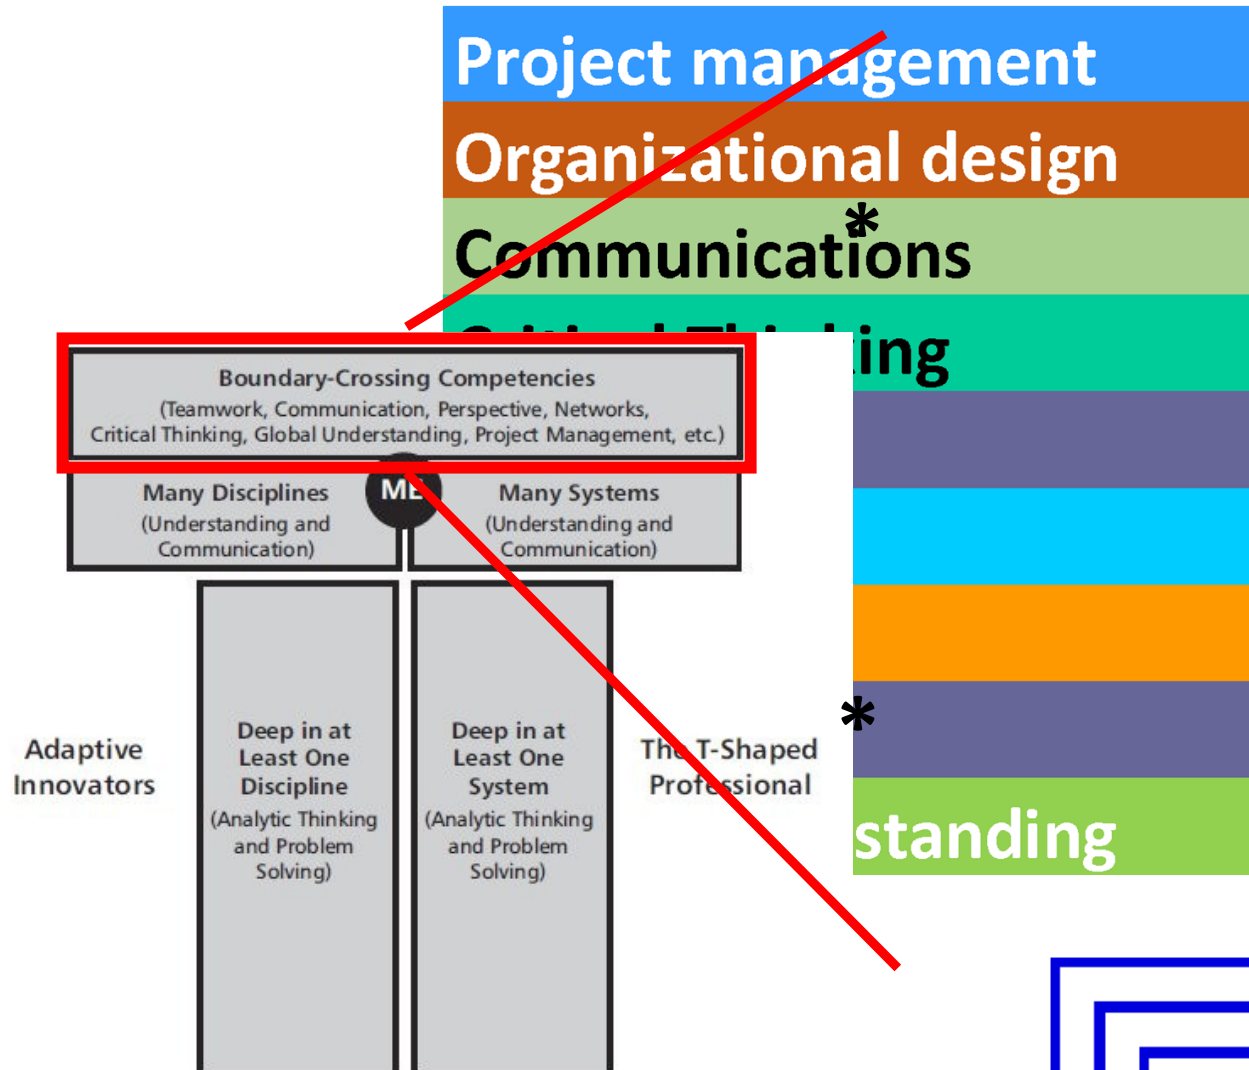 Project management
Organizational design
*
Communications
Critical Thinking
Boundary-Crossing Competencies
(Teamwork, Communication, Perspective, Networks,
Critical Thinking, Global Understanding, Project Management, etc.)
ME
Many Disciplines
(Understanding and
Communication)
Many Systems
(Understanding and
Communication)
Adaptive
Innovators
Deep in at
Least One
Discipline
(Analytic Thinking
and Problem
Solving)
Deep in at
Least One
System
(Analytic Thinking
and Problem
Solving)
The T-Shaped
Professional
*
standing